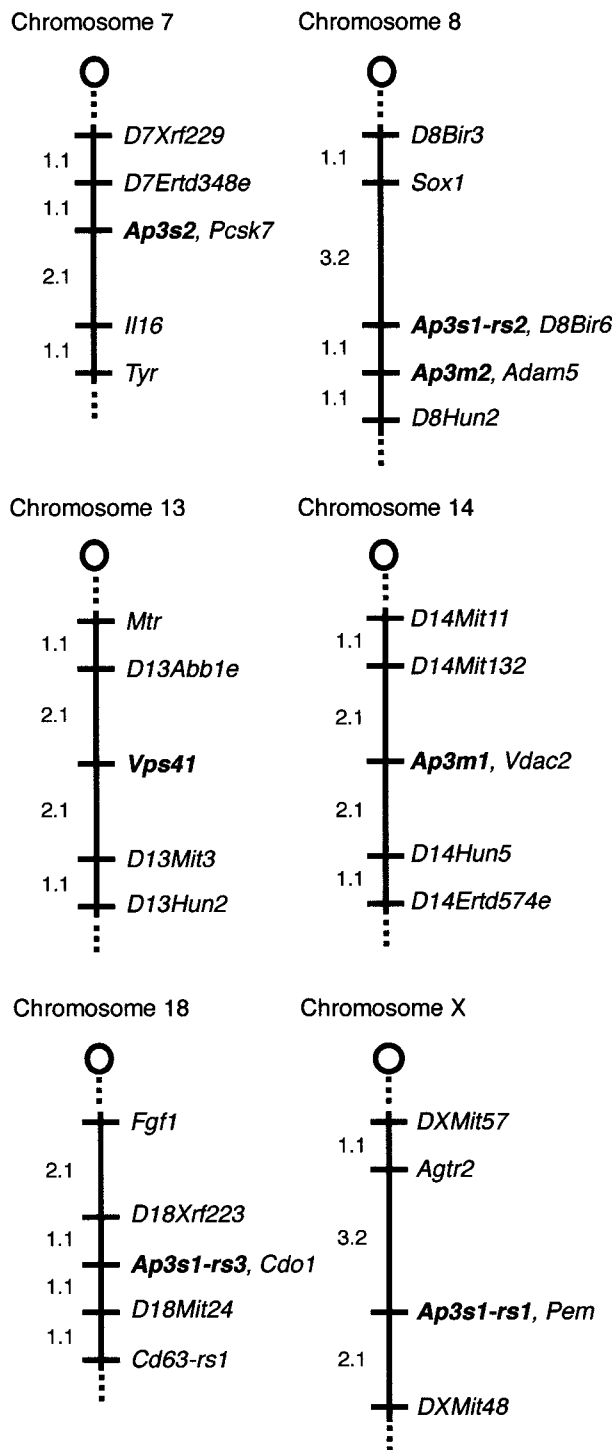 Chromosome 7
D7Xrf229
1.1
D7Ertd348e
1.1
Ap3s2, Pcsk7
2.1
Il16
1.1
Tyr
Chromosome 8
D8Bir3
1.1
Sox1
3.2
Ap3s1-rs2, D8Bir6
1.1
Ap3m2, Adam5
1.1
D8Hun2
Chromosome 13
Mtr
1.1
D13Abb1e
2.1
Vps41
2.1
D13Mit3
1.1
D13Hun2
Chromosome 14
D14Mit11
1.1
D14Mit132
2.1
Ap3m1, Vdac2
2.1
D14Hun5
1.1
D14Ertd574e
Chromosome 18
Fgf1
2.1
D18Xrf223
1.1
Ap3s1-rs3, Cdo1
1.1
D18Mit24
1.1
Cd63-rs1
Chromosome X
DXMit57
1.1
Agtr2
3.2
Ap3s1-rs1, Pem
2.1
DXMit48